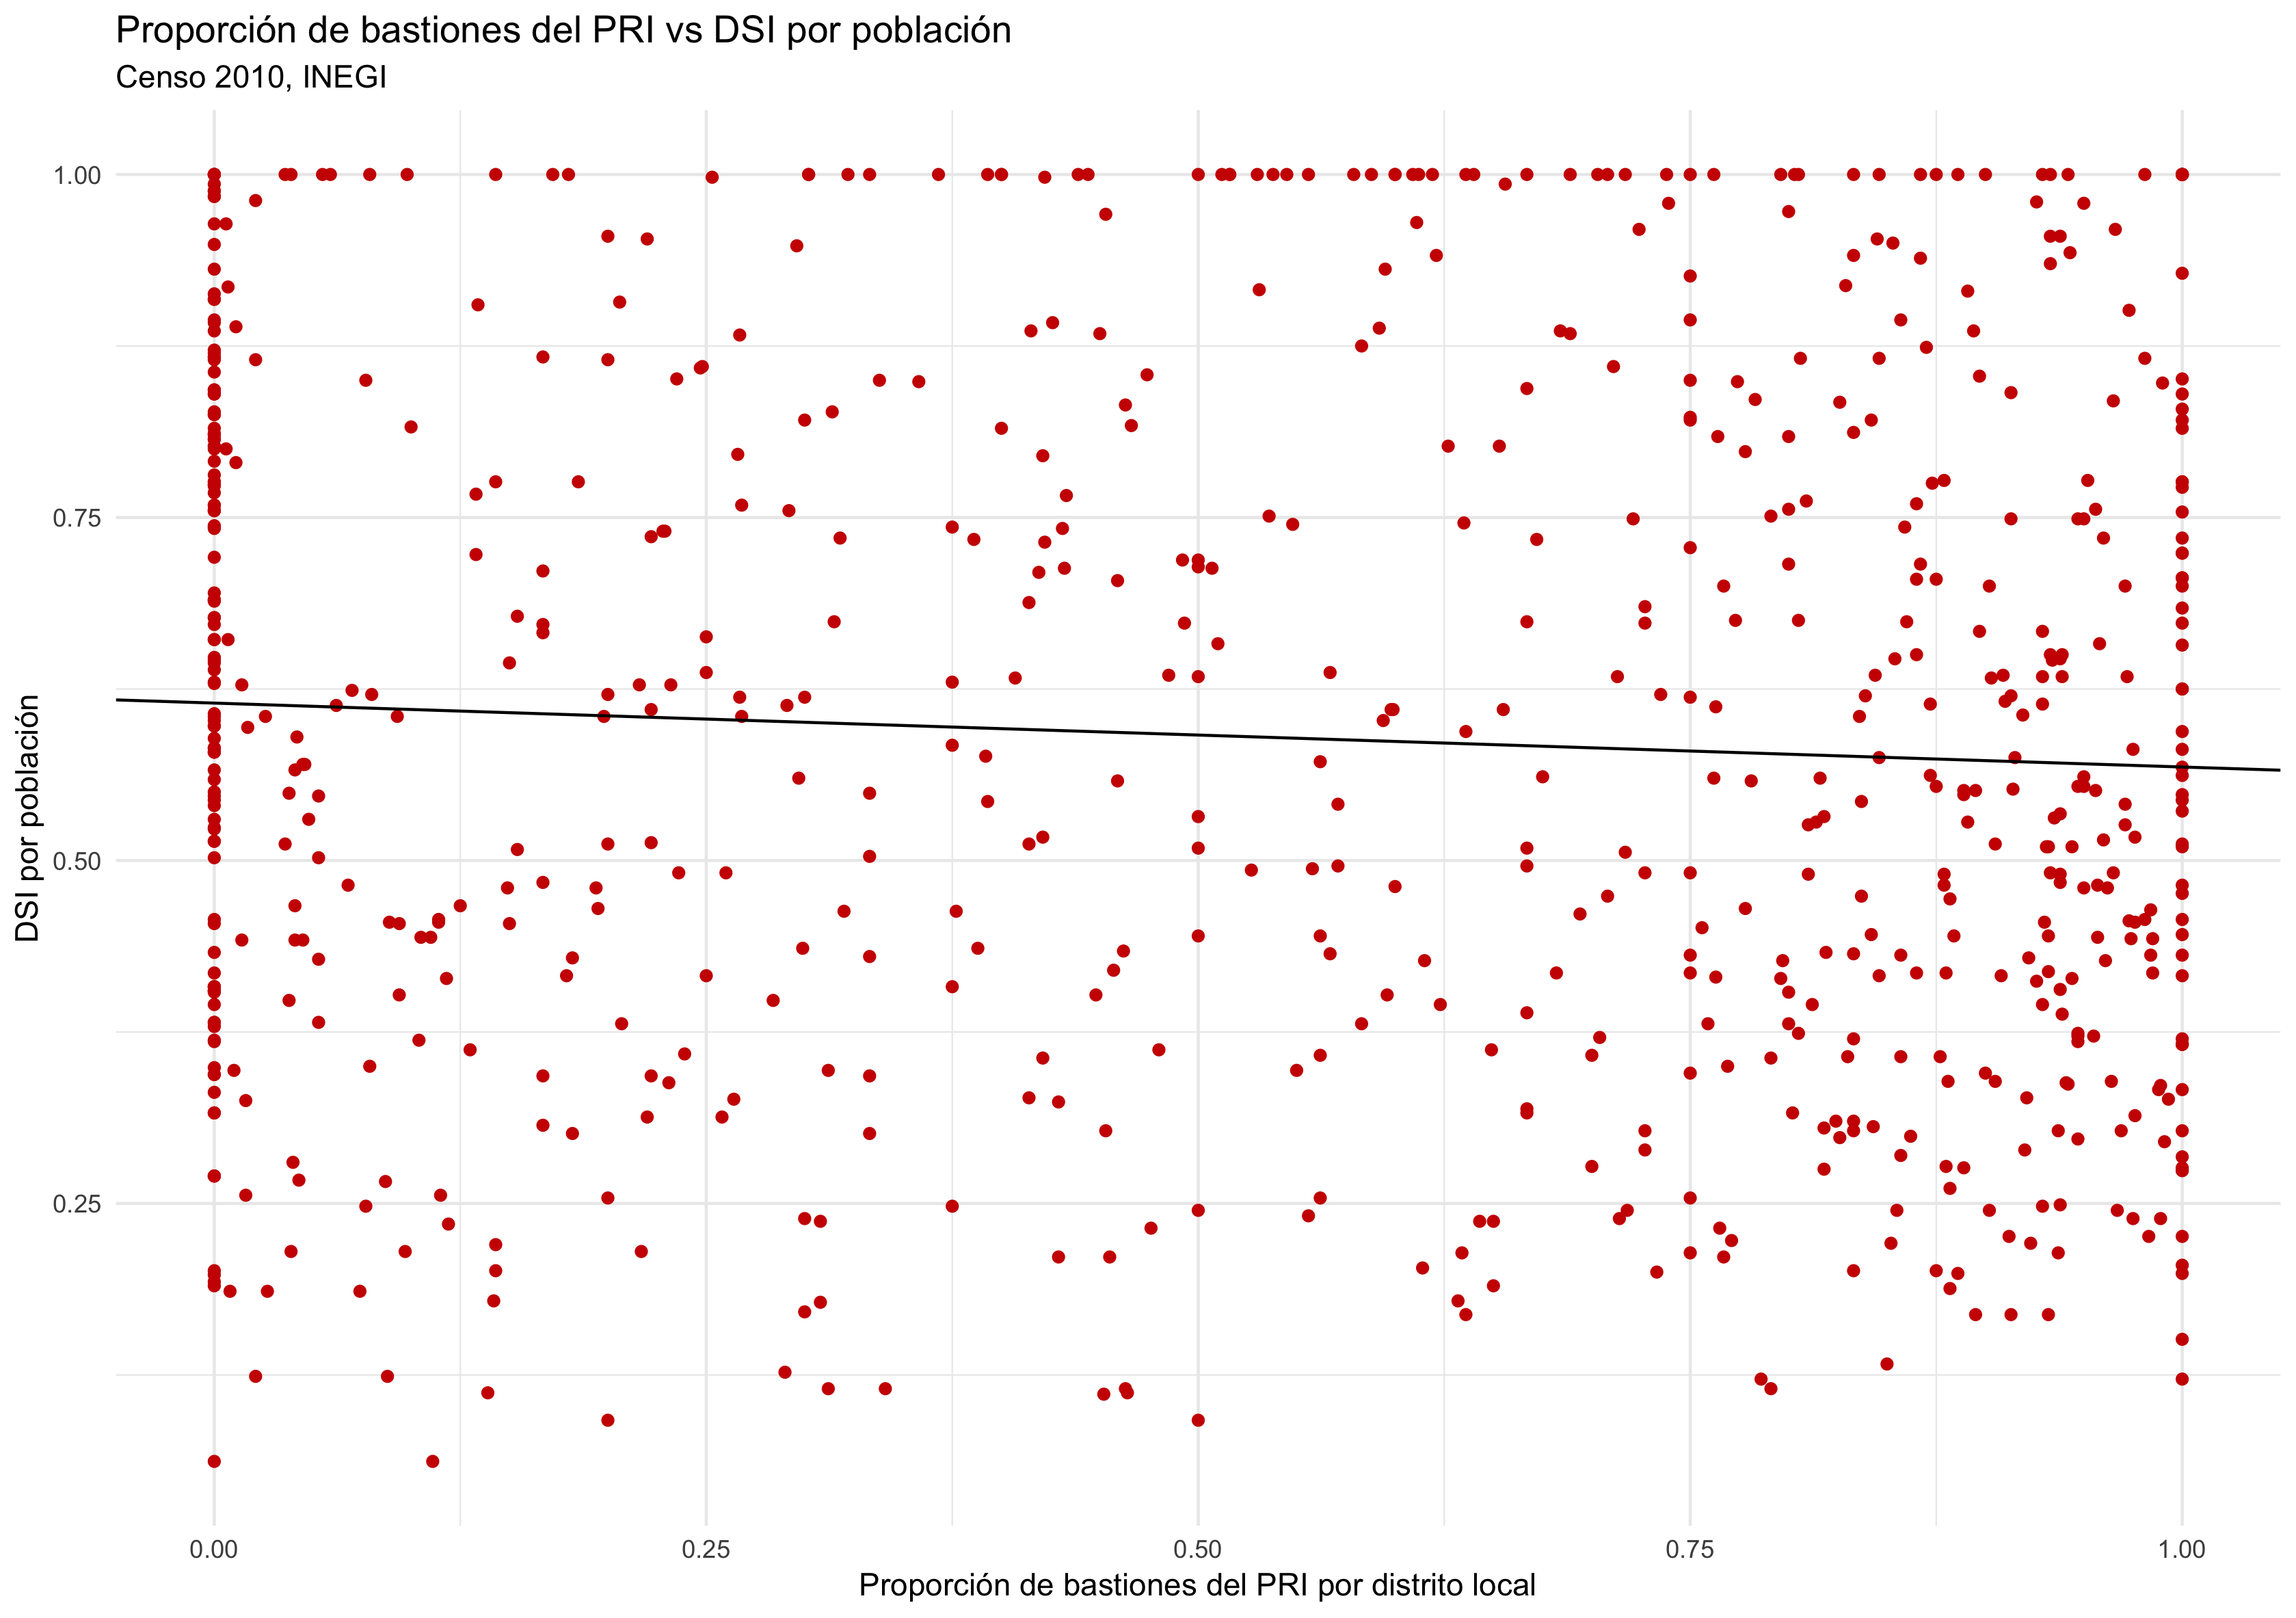 Proporción de bastiones del PRI vs DSI por población
Censo 2010, INEGI
DSI por población
1.00
0.75
0.50
0.25
0.00
0.25
0.50
0.75
1.00
Proporción de bastiones del PRI por distrito local